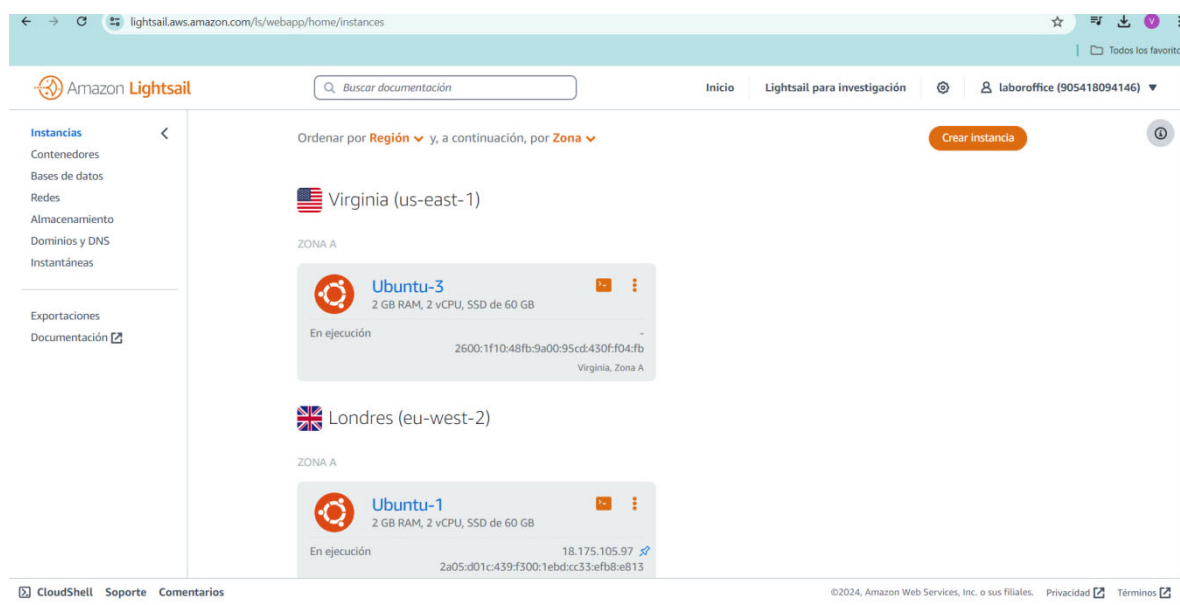 lightsail.aws.amazon.com/ls/webapp/home/instances
V
Todos los favorito
Amazon Lightsail
Buscar documentación
Inicio
Lightsail para investigación
laboroffice (905418094146)
Instancias
Contenedores
Bases de datos
Redes
Almacenamiento
Dominios y DNS
Instantáneas
Exportaciones
Documentación
Ordenar por Región y, a continuación, por Zona
Crear instancia
Virginia (us-east-1)
ZONA A
Ubuntu-3
2 GB RAM, 2 vCPU, SSD de 60 GB
En ejecución -
2600:1f10:48fb:9a00:95cd:430f:f04:fb
Virginia, Zona A
Londres (eu-west-2)
ZONA A
Ubuntu-1
2 GB RAM, 2 vCPU, SSD de 60 GB
En ejecución 18.175.105.97
2a05:d01c:439:f300:1ebd:cc33:efb8:e813
CloudShell Soporte Comentarios
©2024, Amazon Web Services, Inc. o sus filiales. Privacidad Términos